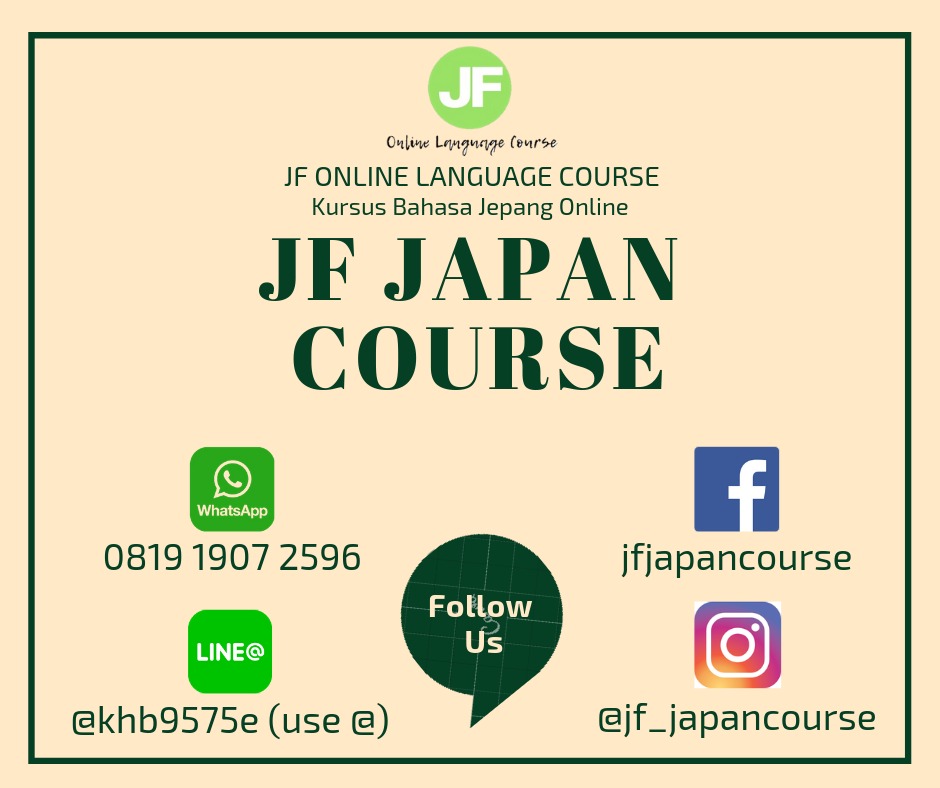 JF
Online Language Course
JF ONLINE LANGUAGE COURSE
Kursus Bahasa Jepang Online
JF JAPAN
COURSE
WhatsApp
0819 1907 2596
LINE@
@khb9575e (use @)
Follow
Us
f
jfjapancourse
@jf_japancourse